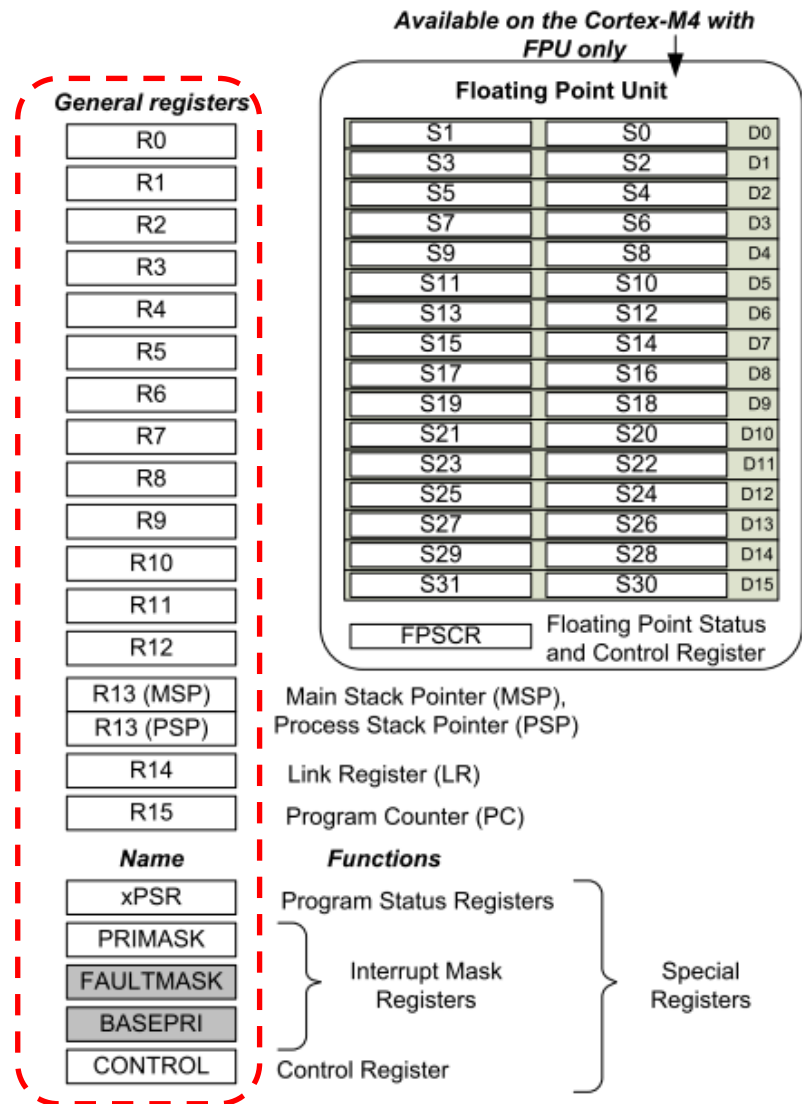 Available on the Cortex-M4 with
FPU only
General registers
R0
R1
R2
R3
R4
R5
R6
R7
R8
R9
R10
R11
R12
R13 (MSP)
R13 (PSP)
Main Stack Pointer (MSP),
Process Stack Pointer (PSP)
R14
Link Register (LR)
R15
Program Counter (PC)
Floating Point Unit
S1 S0 D0
S3 S2 D1
S5 S4 D2
S7 S6 D3
S9 S8 D4
S11 S10 D5
S13 S12 D6
S15 S14 D7
S17 S16 D8
S19 S18 D9
S21 S20 D10
S23 S22 D11
S25 S24 D12
S27 S26 D13
S29 S28 D14
S31 S30 D15
FPSCR
Floating Point Status
and Control Register
Name Functions
xPSR Program Status Registers
PRIMASK
FAULTMASK
BASEPRI
Interrupt Mask
Registers
CONTROL Control Register
Special
Registers